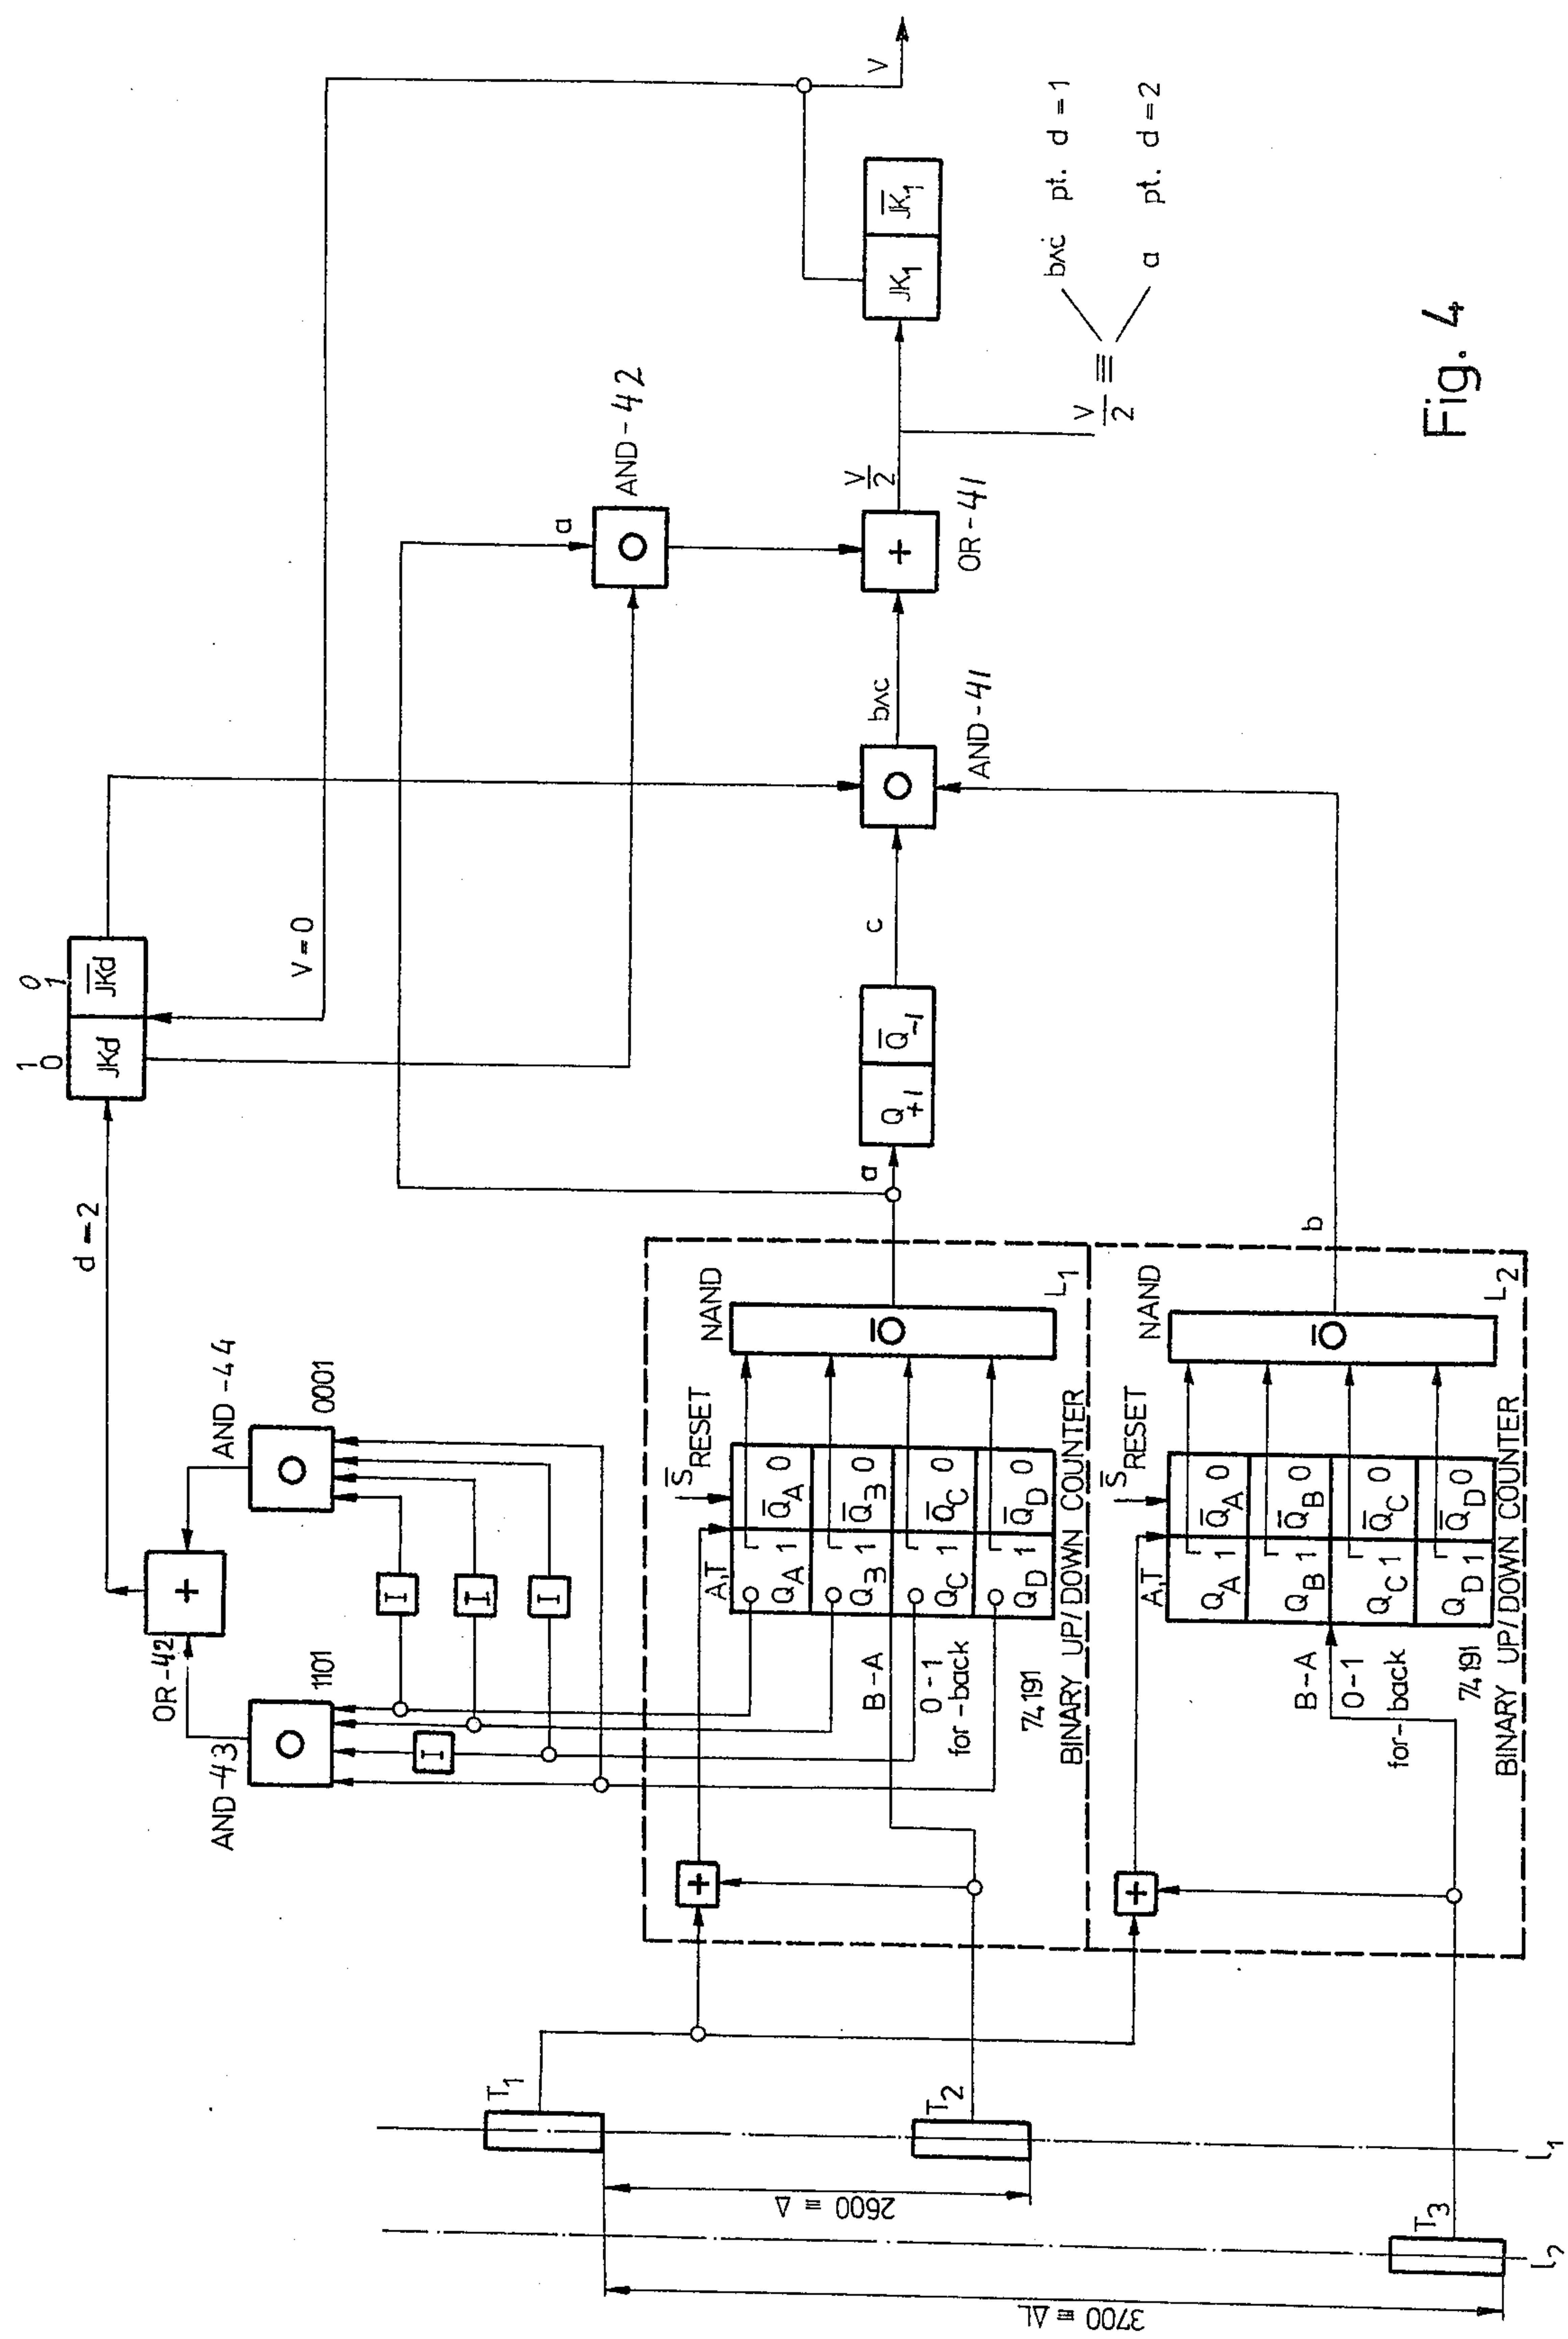 Fig. 4
V
V=0
d=2
1 0
0 1
JKd
J̅K̅d
AND-44
0001
OR-42
AND-43
1101
I
I
I
I
+
a
AND-42
b∧c
AND-41
c
b
a
+
OR-41
V/2
JK₁
J̅K̅₁
V/2 ≡
b∧ċ pt. d=1
a pt. d=2
Q+1
Q̅-1
NAND
L₁
S̅ RESET
A,T
QA 1 Q̅A 0
Q3 1 Q̅3 0
QC 1 Q̅C 0
QD 1 Q̅D 0
B-A
0-1
for-back
74191
BINARY UP/DOWN COUNTER
+
NAND
L₂
S̅ RESET
A,T
QA 1 Q̅A 0
QB 1 Q̅B 0
QC 1 Q̅C 0
QD 1 Q̅D 0
B-A
0-1
for-back
74191
BINARY UP/DOWN COUNTER
+
T₁
T₂
T₃
2600 ≡ Δ
3700 ≡ ΔL
L₁
L₂